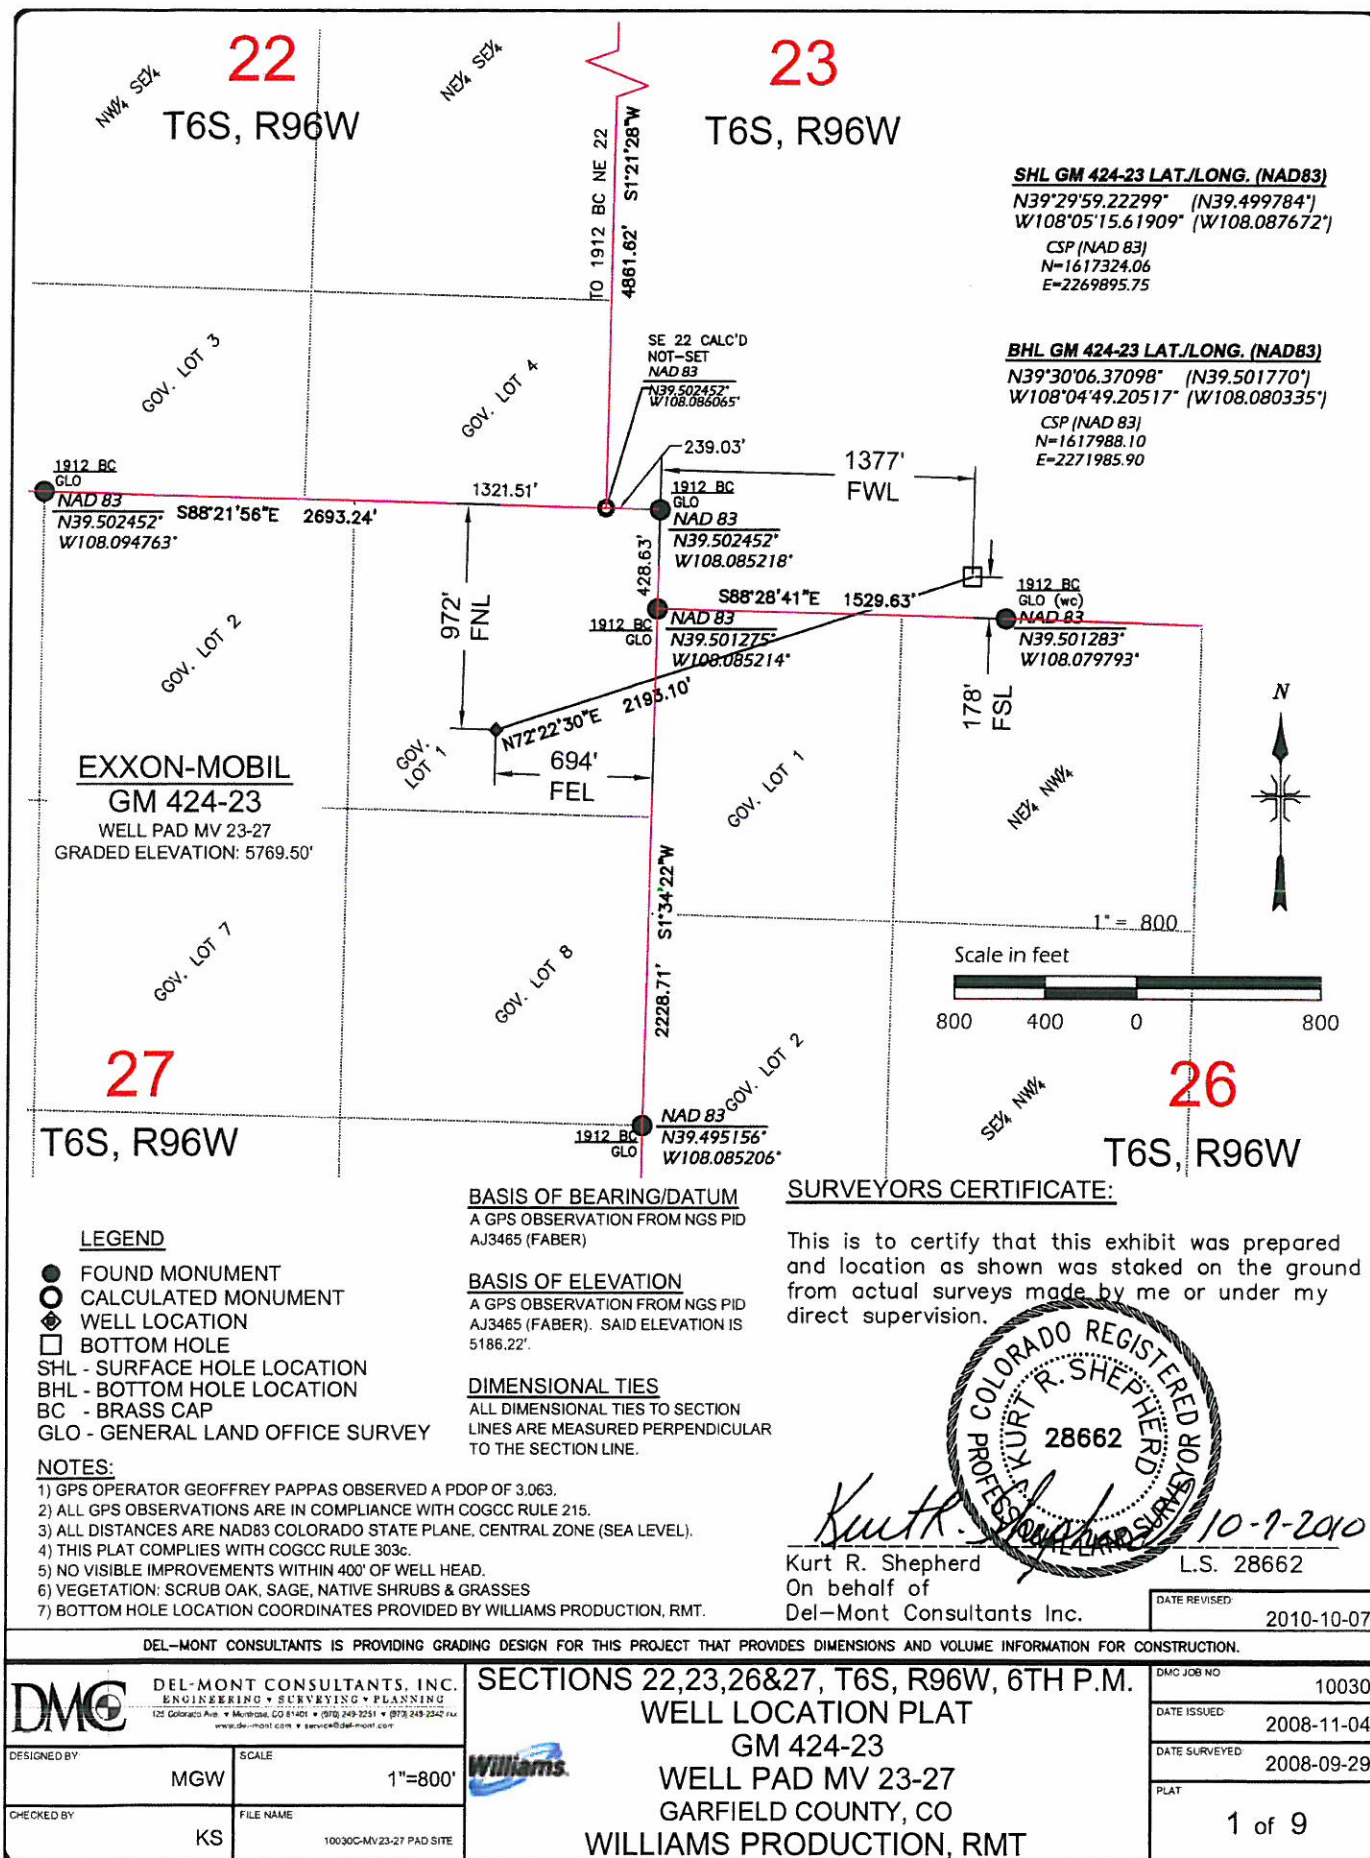 22
T6S, R96W
NW¼ SE¼
NE¼ SE¼
23
T6S, R96W
TO 1912 BC NE 22
4861.62' S1°21'28"W
SHL GM 424-23 LAT./LONG. (NAD83)
N39°29'59.22299" (N39.499784°)
W108°05'15.61909" (W108.087672°)
CSP (NAD 83)
N=1617324.06
E=2269895.75
BHL GM 424-23 LAT./LONG. (NAD83)
N39°30'06.37098" (N39.501770°)
W108°04'49.20517" (W108.080335°)
CSP (NAD 83)
N=1617988.10
E=2271985.90
GOV. LOT 3
GOV. LOT 4
SE 22 CALC'D
NOT-SET
NAD 83
N39.502452°
W108.086065°
239.03'
1377'
FWL
1912 BC
GLO
NAD 83
N39.502452°
W108.094763°
S88°21'56"E 2693.24'
1321.51'
1912 BC
GLO
NAD 83
N39.502452°
W108.085218°
428.63'
972'
FNL
S88°28'41"E 1529.63'
1912 BC
GLO
NAD 83
N39.501275°
W108.085214°
1912 BC
GLO (wc)
NAD 83
N39.501283°
W108.079793°
178'
FSL
GOV. LOT 2
N72°22'30"E 2193.10'
GOV. LOT 1
694'
FEL
GOV. LOT 1
NE¼ NW¼
N
EXXON-MOBIL
GM 424-23
WELL PAD MV 23-27
GRADED ELEVATION: 5769.50'
2228.71' S1°34'22"W
GOV. LOT 7
GOV. LOT 8
1" = 800
Scale in feet
800 400 0 800
27
T6S, R96W
GOV. LOT 2
SE¼ NW¼
26
T6S, R96W
1912 BC
GLO
NAD 83
N39.495156°
W108.085206°
LEGEND
FOUND MONUMENT
CALCULATED MONUMENT
WELL LOCATION
BOTTOM HOLE
SHL - SURFACE HOLE LOCATION
BHL - BOTTOM HOLE LOCATION
BC - BRASS CAP
GLO - GENERAL LAND OFFICE SURVEY
BASIS OF BEARING/DATUM
A GPS OBSERVATION FROM NGS PID
AJ3465 (FABER)
BASIS OF ELEVATION
A GPS OBSERVATION FROM NGS PID
AJ3465 (FABER). SAID ELEVATION IS
5186.22'.
DIMENSIONAL TIES
ALL DIMENSIONAL TIES TO SECTION
LINES ARE MEASURED PERPENDICULAR
TO THE SECTION LINE.
SURVEYORS CERTIFICATE:
This is to certify that this exhibit was prepared
and location as shown was staked on the ground
from actual surveys made by me or under my
direct supervision.
COLORADO REGISTERED
PROFESSIONAL LAND SURVEYOR
KURT R. SHEPHERD
28662
Kurt R. Shepherd 10-7-2010
Kurt R. Shepherd L.S. 28662
On behalf of
Del-Mont Consultants Inc.
NOTES:
1) GPS OPERATOR GEOFFREY PAPPAS OBSERVED A PDOP OF 3.063.
2) ALL GPS OBSERVATIONS ARE IN COMPLIANCE WITH COGCC RULE 215.
3) ALL DISTANCES ARE NAD83 COLORADO STATE PLANE, CENTRAL ZONE (SEA LEVEL).
4) THIS PLAT COMPLIES WITH COGCC RULE 303c.
5) NO VISIBLE IMPROVEMENTS WITHIN 400' OF WELL HEAD.
6) VEGETATION: SCRUB OAK, SAGE, NATIVE SHRUBS & GRASSES
7) BOTTOM HOLE LOCATION COORDINATES PROVIDED BY WILLIAMS PRODUCTION, RMT.
DATE REVISED:
2010-10-07
DEL-MONT CONSULTANTS IS PROVIDING GRADING DESIGN FOR THIS PROJECT THAT PROVIDES DIMENSIONS AND VOLUME INFORMATION FOR CONSTRUCTION.
DMC
DEL-MONT CONSULTANTS, INC.
ENGINEERING ▾ SURVEYING ▾ PLANNING
125 Colorado Ave. ▾ Montrose, CO 81401 ▾ (970) 249-2251 ▾ (970) 249-2342 FAX
www.del-mont.com ▾ service@del-mont.com
DESIGNED BY:
MGW
SCALE
1"=800'
CHECKED BY
KS
FILE NAME
10030C-MV23-27 PAD SITE
Williams.
SECTIONS 22,23,26&27, T6S, R96W, 6TH P.M.
WELL LOCATION PLAT
GM 424-23
WELL PAD MV 23-27
GARFIELD COUNTY, CO
WILLIAMS PRODUCTION, RMT
DMC JOB NO
10030
DATE ISSUED:
2008-11-04
DATE SURVEYED:
2008-09-29
PLAT
1 of 9